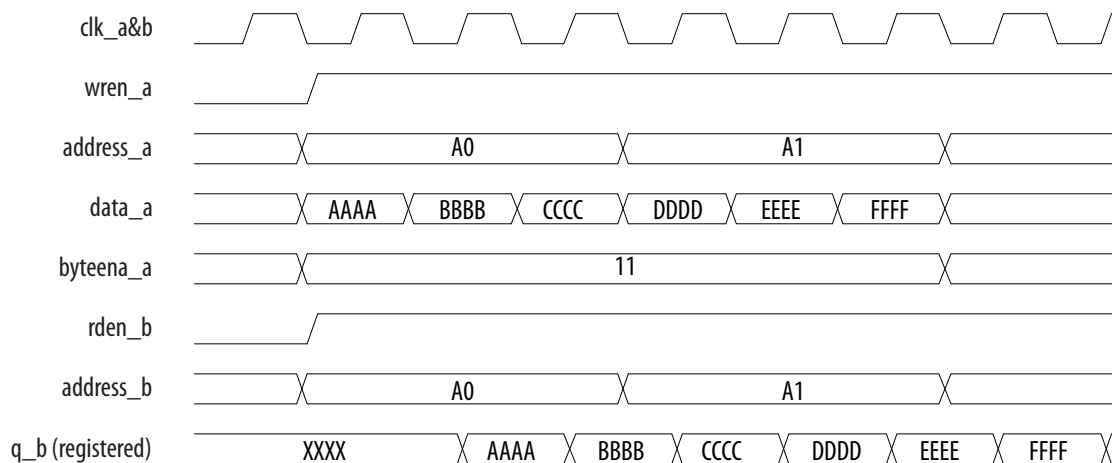 clk_a&b
wren_a
address_a A0 A1
data_a AAAA BBBB CCCC DDDD EEEE FFFF
byteena_a 11
rden_b
address_b A0 A1
q_b (registered) XXXX AAAA BBBB CCCC DDDD EEEE FFFF